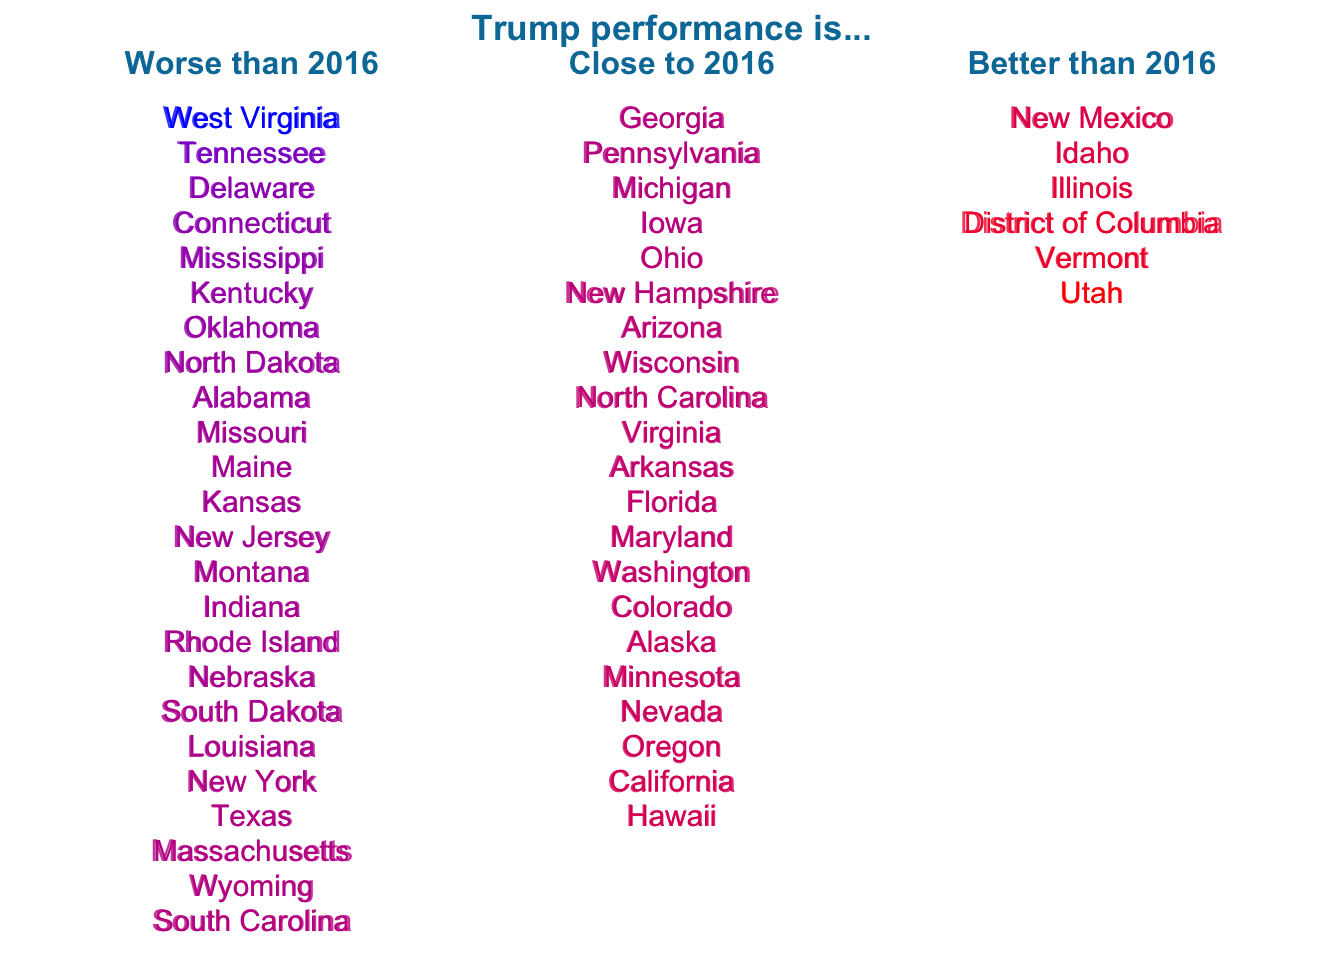 Trump performance is...
Worse than 2016
West Virginia
Tennessee
Delaware
Connecticut
Mississippi
Kentucky
Oklahoma
North Dakota
Alabama
Missouri
Maine
Kansas
New Jersey
Montana
Indiana
Rhode Island
Nebraska
South Dakota
Louisiana
New York
Texas
Massachusetts
Wyoming
South Carolina
Close to 2016
Georgia
Pennsylvania
Michigan
Iowa
Ohio
New Hampshire
Arizona
Wisconsin
North Carolina
Virginia
Arkansas
Florida
Maryland
Washington
Colorado
Alaska
Minnesota
Nevada
Oregon
California
Hawaii
Better than 2016
New Mexico
Idaho
Illinois
District of Columbia
Vermont
Utah